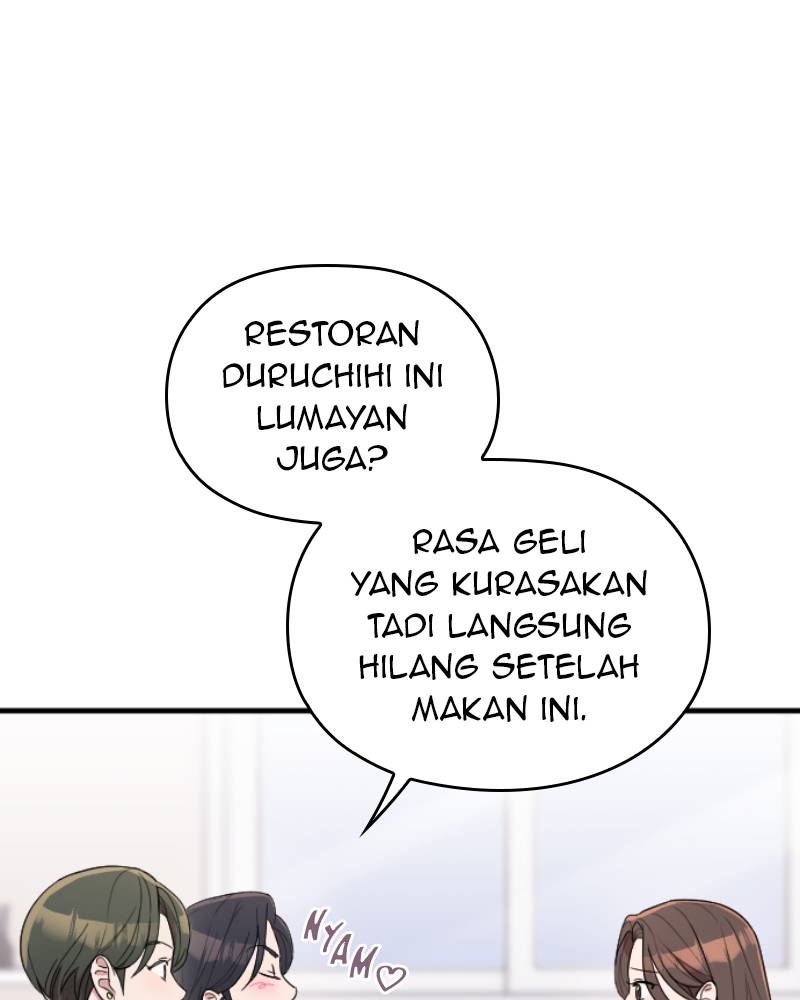 RESTORAN
DURUCHIHI INI
LUMAYAN
JUGA?
RASA GELI
YANG KURASAKAN
TADI LANGSUNG
HILANG SETELAH
MAKAN INI.
NYAM♡